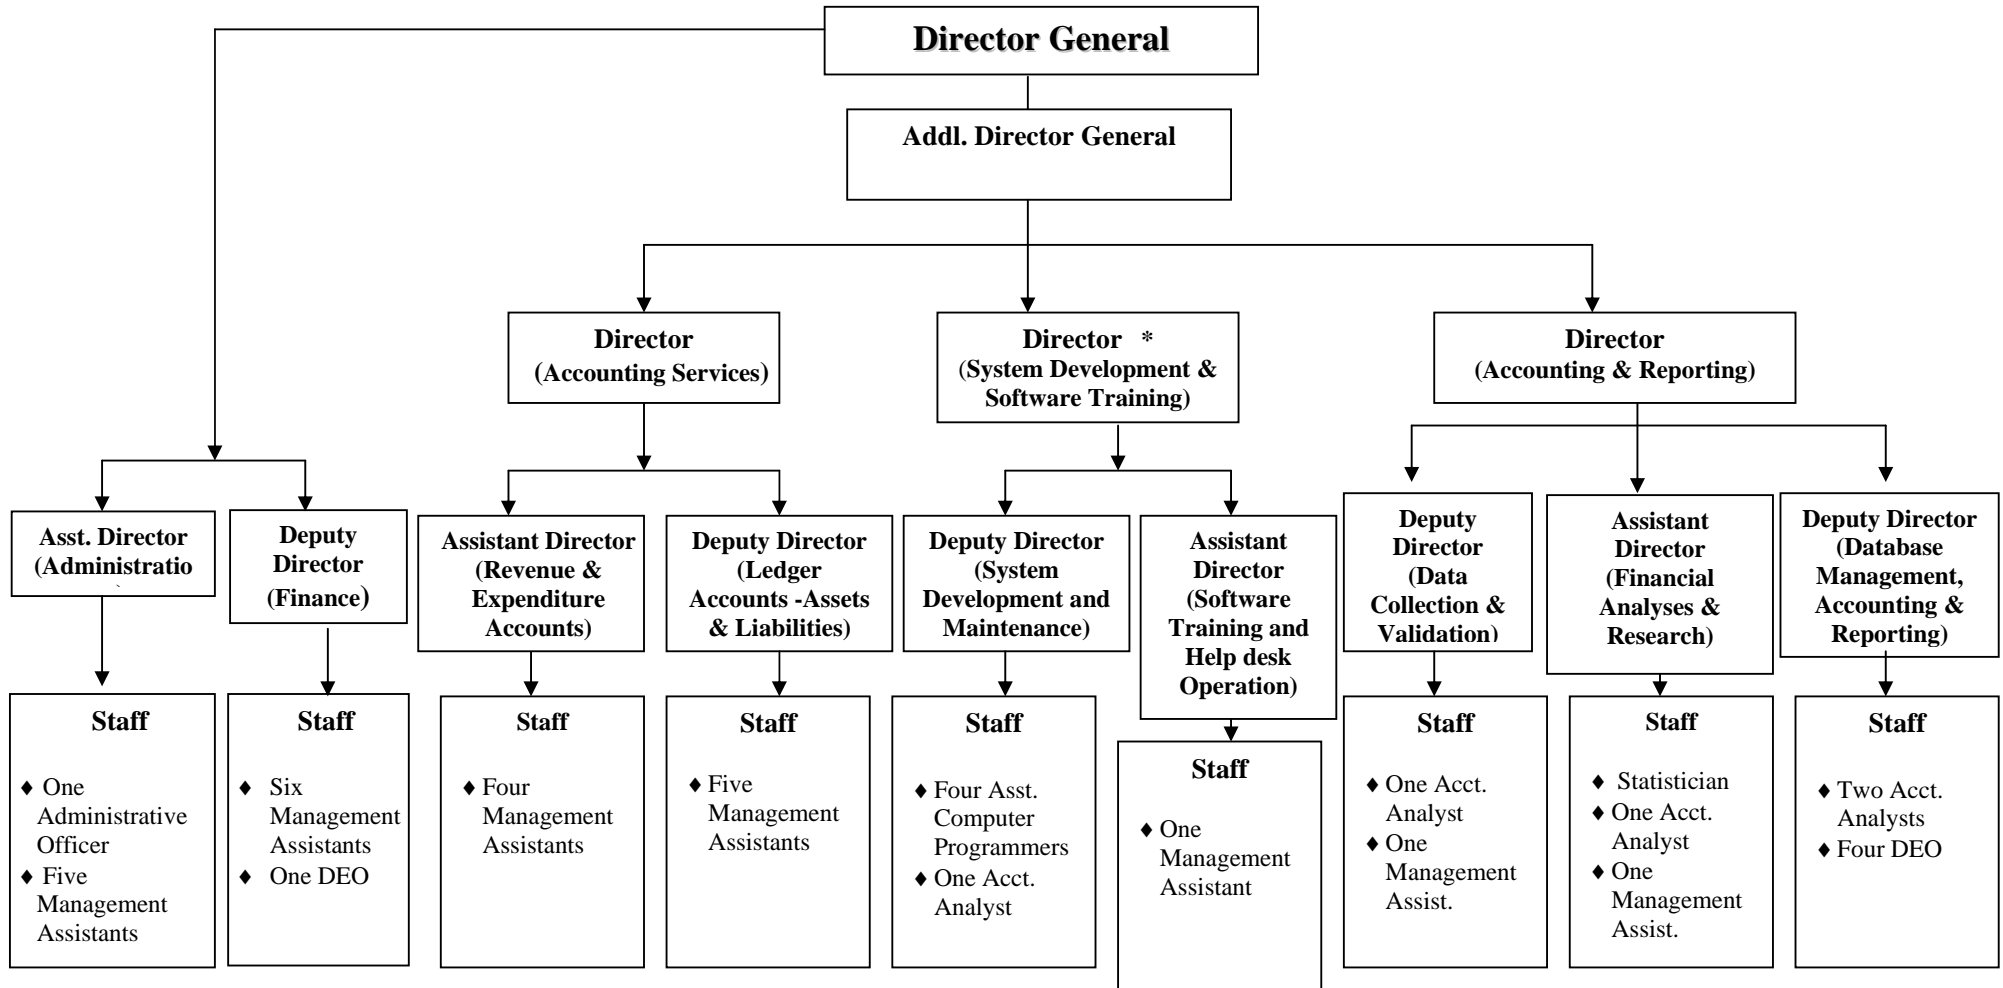 Director General
Addl. Director General
Director
(Accounting Services)
Director *
(System Development &
Software Training)
Director
(Accounting & Reporting)
Asst. Director
(Administratio
Deputy
Director
(Finance)
Assistant Director
(Revenue &
Expenditure
Accounts)
Deputy Director
(Ledger
Accounts -Assets
& Liabilities)
Deputy Director
(System
Development and
Maintenance)
Assistant
Director
(Software
Training and
Help desk
Operation)
Deputy
Director
(Data
Collection &
Validation)
Assistant
Director
(Financial
Analyses &
Research)
Deputy Director
(Database
Management,
Accounting &
Reporting)
Staff
♦ One
Administrative
Officer
♦ Five
Management
Assistants
Staff
♦ Six
Management
Assistants
♦ One DEO
Staff
♦ Four
Management
Assistants
Staff
♦ Five
Management
Assistants
Staff
♦ Four Asst.
Computer
Programmers
♦ One Acct.
Analyst
Staff
♦ One
Management
Assistant
Staff
♦ One Acct.
Analyst
♦ One
Management
Assist.
Staff
♦ Statistician
♦ One Acct.
Analyst
♦ One
Management
Assist.
Staff
♦ Two Acct.
Analysts
♦ Four DEO